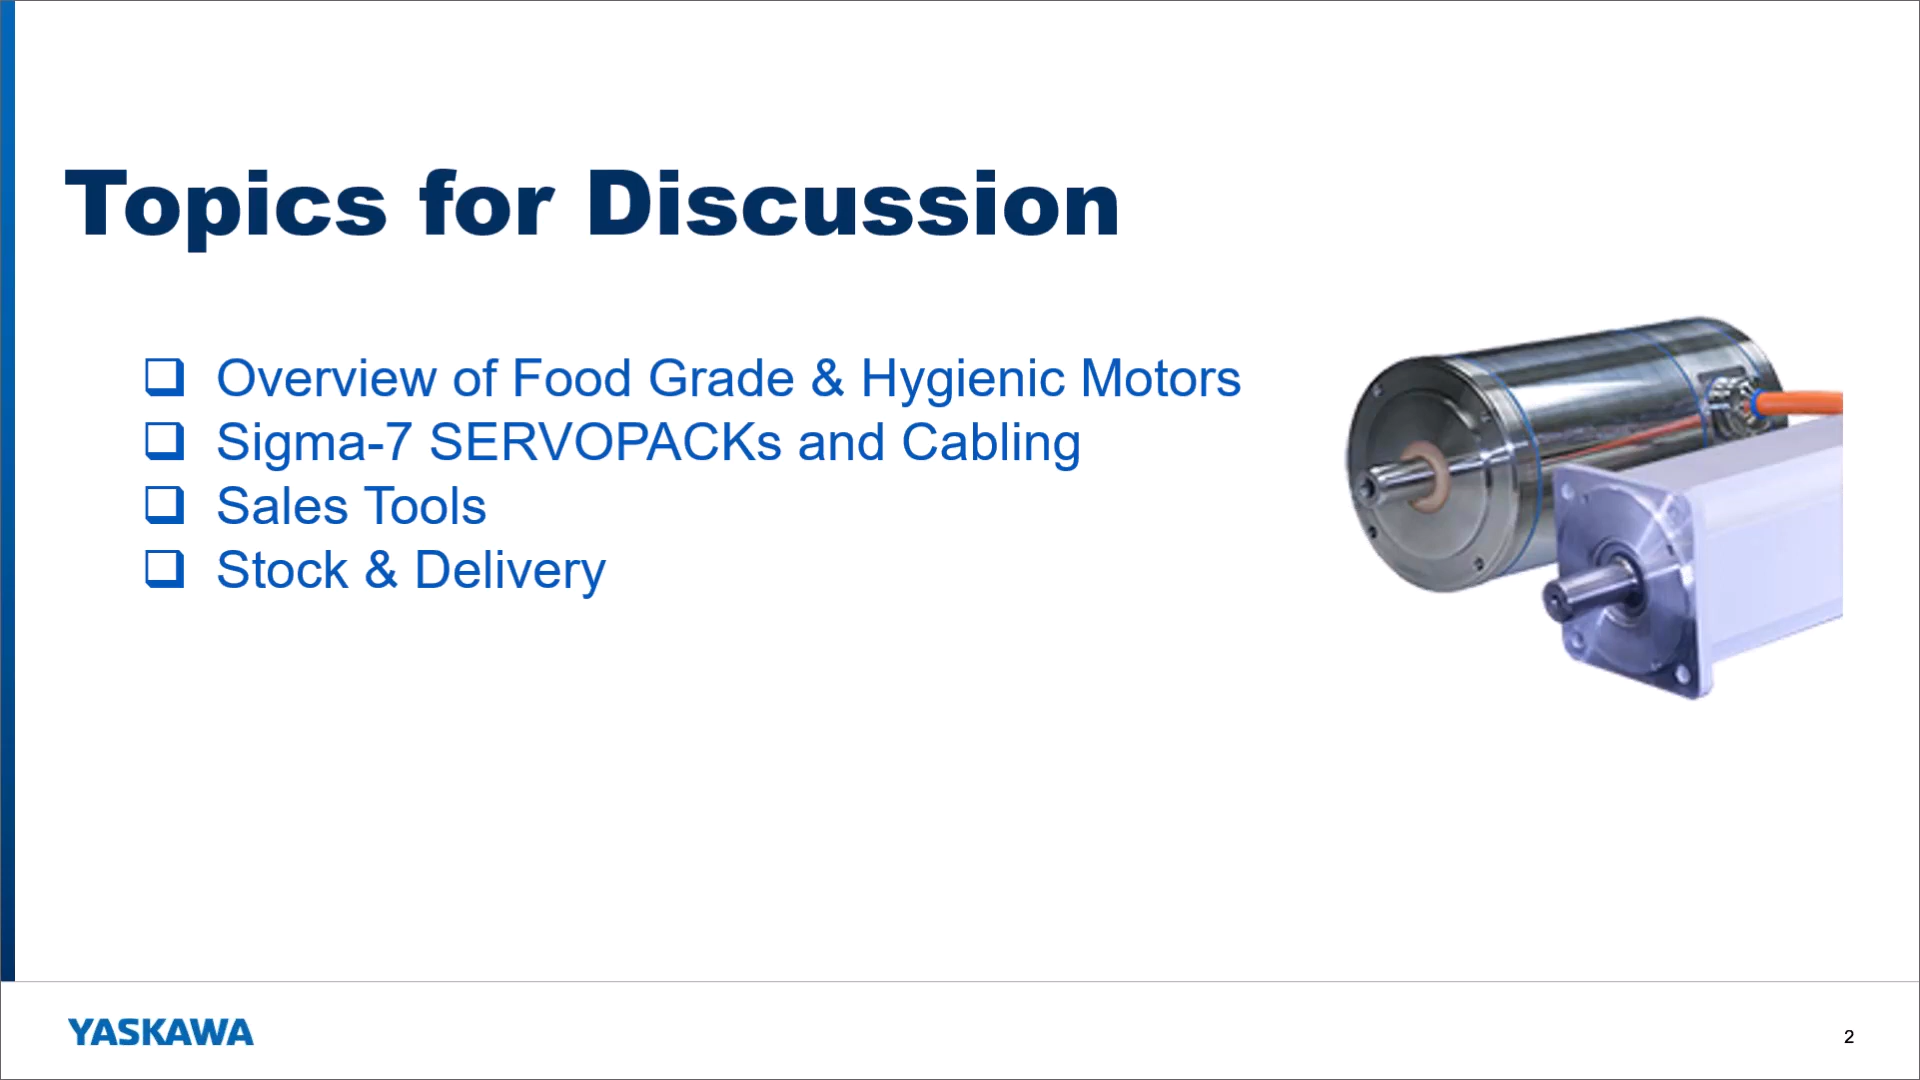 Topics for Discussion
❑ Overview of Food Grade & Hygienic Motors
❑ Sigma-7 SERVOPACKs and Cabling
❑ Sales Tools
❑ Stock & Delivery
YASKAWA
2